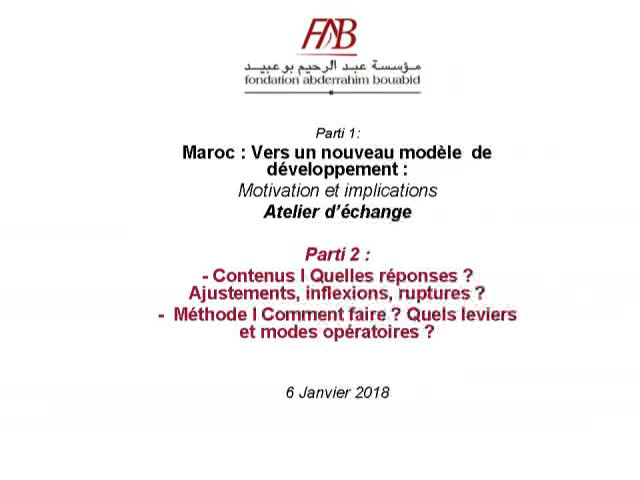 FAB
مؤسسة عبد الرحيم بوعبيد
fondation abderrahim bouabid
Parti 1:
Maroc : Vers un nouveau modèle de
développement :
Motivation et implications
Atelier d’échange
Parti 2 :
- Contenus I Quelles réponses ?
Ajustements, inflexions, ruptures ?
- Méthode I Comment faire ? Quels leviers
et modes opératoires ?
6 Janvier 2018